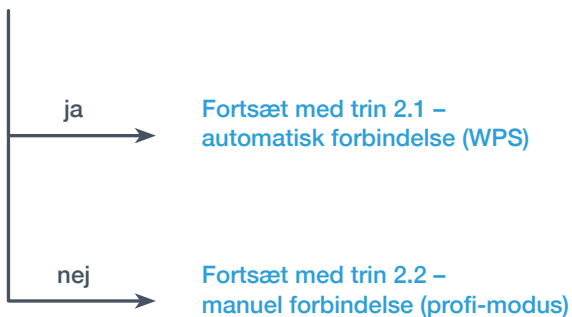 ja
Fortsæt med trin 2.1 –
automatisk forbindelse (WPS)
nej
Fortsæt med trin 2.2 –
manuel forbindelse (profi-modus)